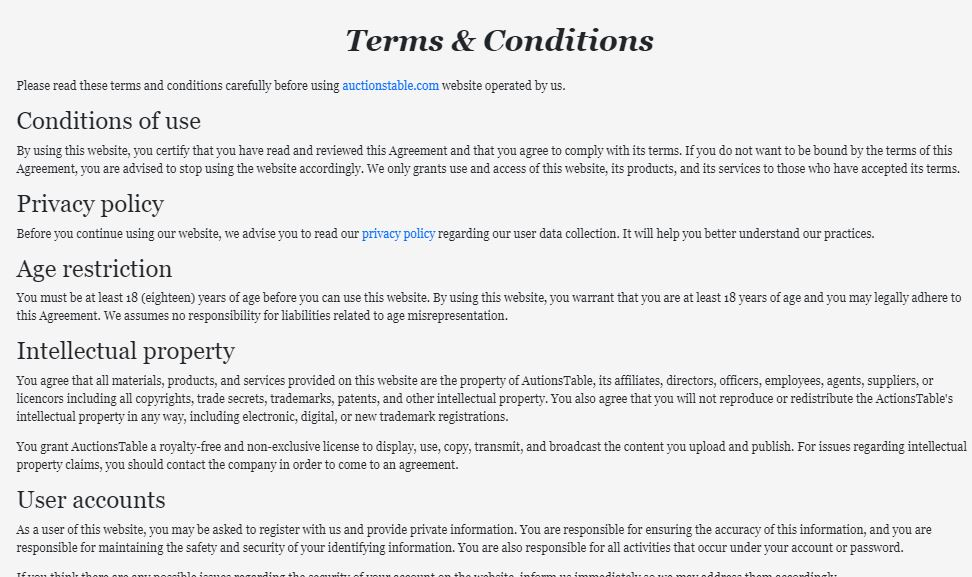 Terms & Conditions
Please read these terms and conditions carefully before using auctionstable.com website operated by us.
Conditions of use
By using this website, you certify that you have read and reviewed this Agreement and that you agree to comply with its terms. If you do not want to be bound by the terms of this
Agreement, you are advised to stop using the website accordingly. We only grants use and access of this website, its products, and its services to those who have accepted its terms.
Privacy policy
Before you continue using our website, we advise you to read our privacy policy regarding our user data collection. It will help you better understand our practices.
Age restriction
You must be at least 18 (eighteen) years of age before you can use this website. By using this website, you warrant that you are at least 18 years of age and you may legally adhere to
this Agreement. We assumes no responsibility for liabilities related to age misrepresentation.
Intellectual property
You agree that all materials, products, and services provided on this website are the property of AutionsTable, its affiliates, directors, officers, employees, agents, suppliers, or
licencors including all copyrights, trade secrets, trademarks, patents, and other intellectual property. You also agree that you will not reproduce or redistribute the ActionsTable's
intellectual property in any way, including electronic, digital, or new trademark registrations.
You grant AuctionsTable a royalty-free and non-exclusive license to display, use, copy, transmit, and broadcast the content you upload and publish. For issues regarding intellectual
property claims, you should contact the company in order to come to an agreement.
User accounts
As a user of this website, you may be asked to register with us and provide private information. You are responsible for ensuring the accuracy of this information, and you are
responsible for maintaining the safety and security of your identifying information. You are also responsible for all activities that occur under your account or password.
If you think there are any possible issues regarding the security of your account on the website, inform us immediately so we may address them accordingly.